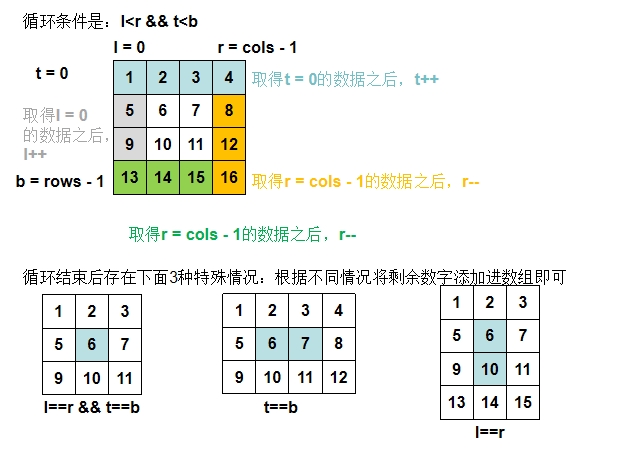 循环条件是：l<r && t<b
l = 0 r = cols - 1
t = 0
1 2 3 4
取得t = 0的数据之后，t++
5 6 7 8
取得l = 0
的数据之后，
l++
9 10 11 12
b = rows - 1
13 14 15 16
取得r = cols - 1的数据之后，r--
取得r = cols - 1的数据之后，r--
循环结束后存在下面3种特殊情况：根据不同情况将剩余数字添加进数组即可
1 2 3
5 6 7
9 10 11
l==r && t==b
1 2 3 4
5 6 7 8
9 10 11 12
t==b
1 2 3
5 6 7
9 10 11
13 14 15
l==r